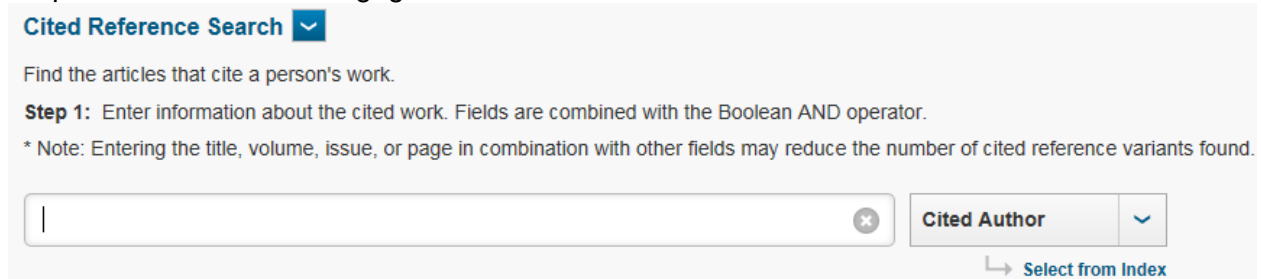 Cited Reference Search
Find the articles that cite a person's work.
Step 1: Enter information about the cited work. Fields are combined with the Boolean AND operator.
* Note: Entering the title, volume, issue, or page in combination with other fields may reduce the number of cited reference variants found.
Cited Author
Select from Index